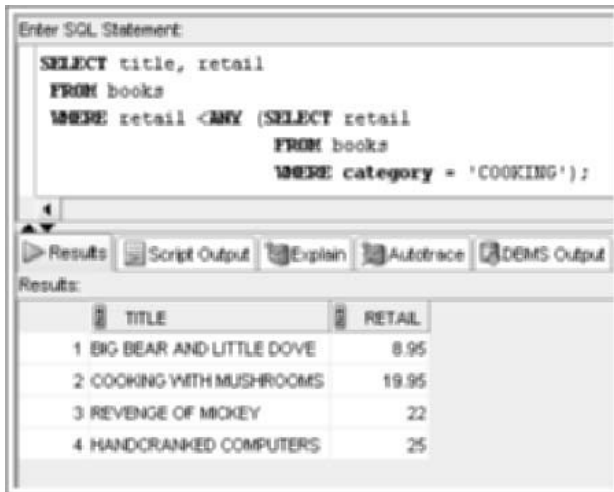 Enter SQL Statement:
SELECT title, retail
FROM books
WHERE retail <ANY (SELECT retail
FROM books
WHERE category = 'COOKING');
Results Script Output Explain Autotrace DBMS Output
Results:
TITLE RETAIL
1 BIG BEAR AND LITTLE DOVE 8.95
2 COOKING WITH MUSHROOMS 19.95
3 REVENGE OF MICKEY 22
4 HANDCRANKED COMPUTERS 25